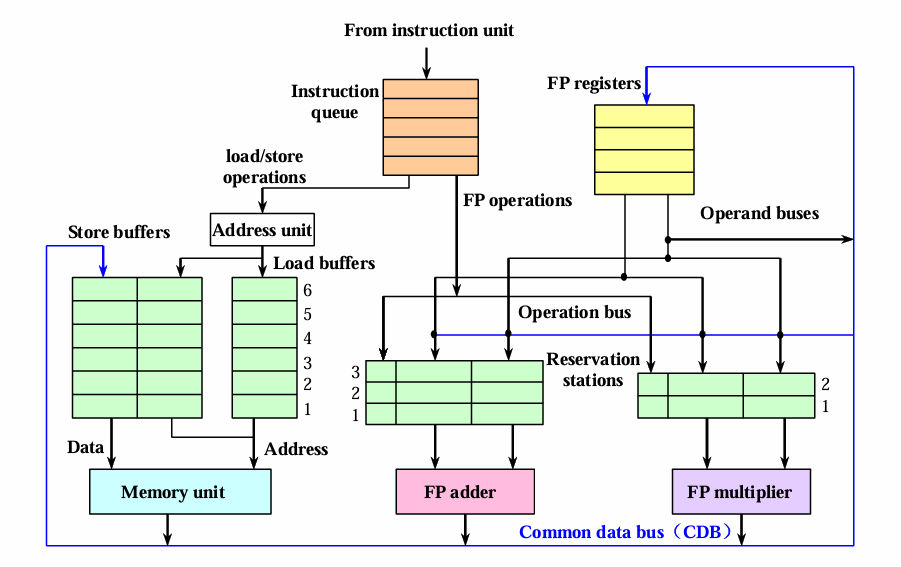 From instruction unit
Instruction
queue
FP registers
load/store
operations
FP operations
Operand buses
Address unit
Store buffers
Load buffers
6
5
4
3
2
1
Operation bus
Reservation
stations
3
2
1
2
1
Data
Address
Memory unit
FP adder
FP multiplier
Common data bus（CDB）